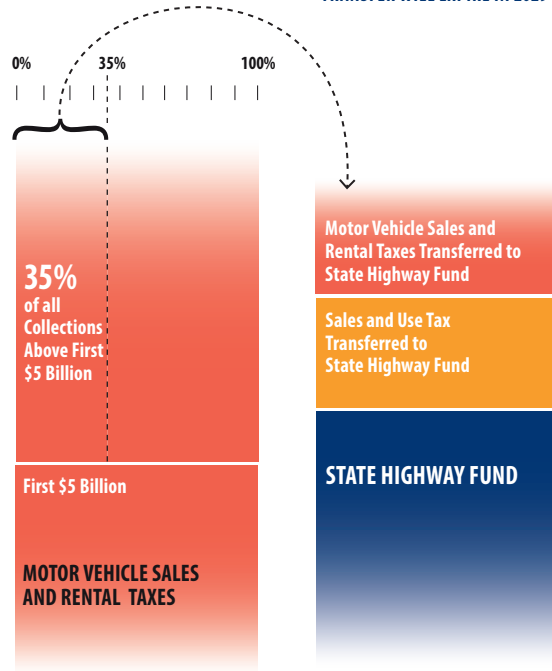 0% 35% 100%
35%
of all
Collections
Above First
$5 Billion
First $5 Billion
MOTOR VEHICLE SALES
AND RENTAL TAXES
Motor Vehicle Sales and
Rental Taxes Transferred to
State Highway Fund
Sales and Use Tax
Transferred to
State Highway Fund
STATE HIGHWAY FUND